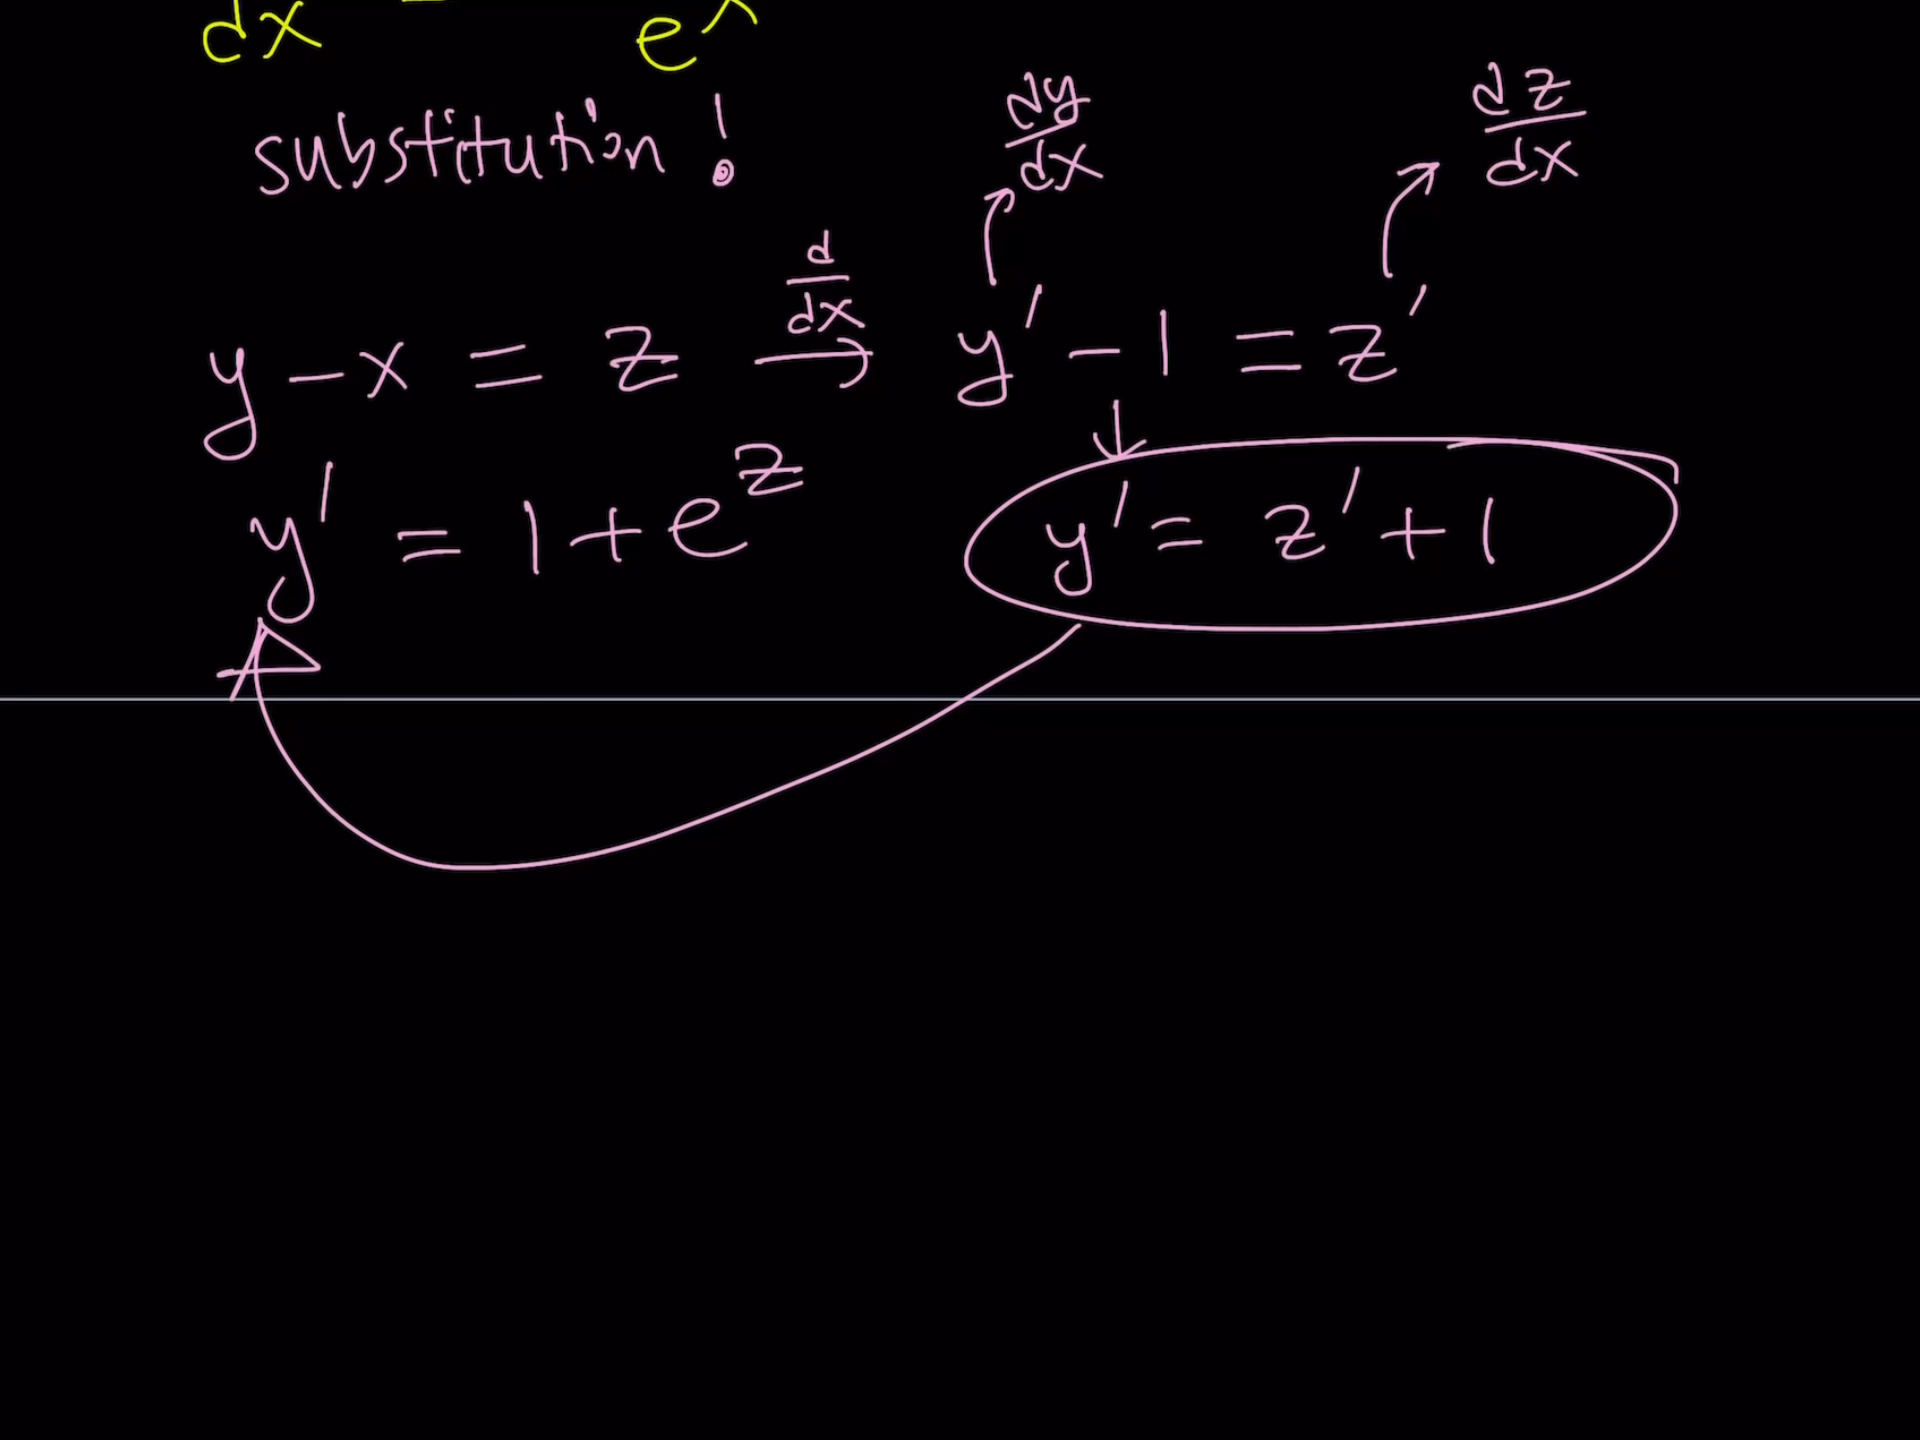 dx e^x
substitution! dy/dx dz/dx
y - x = z d/dx → y' - 1 = z'
y' = 1 + e^z y' = z' + 1